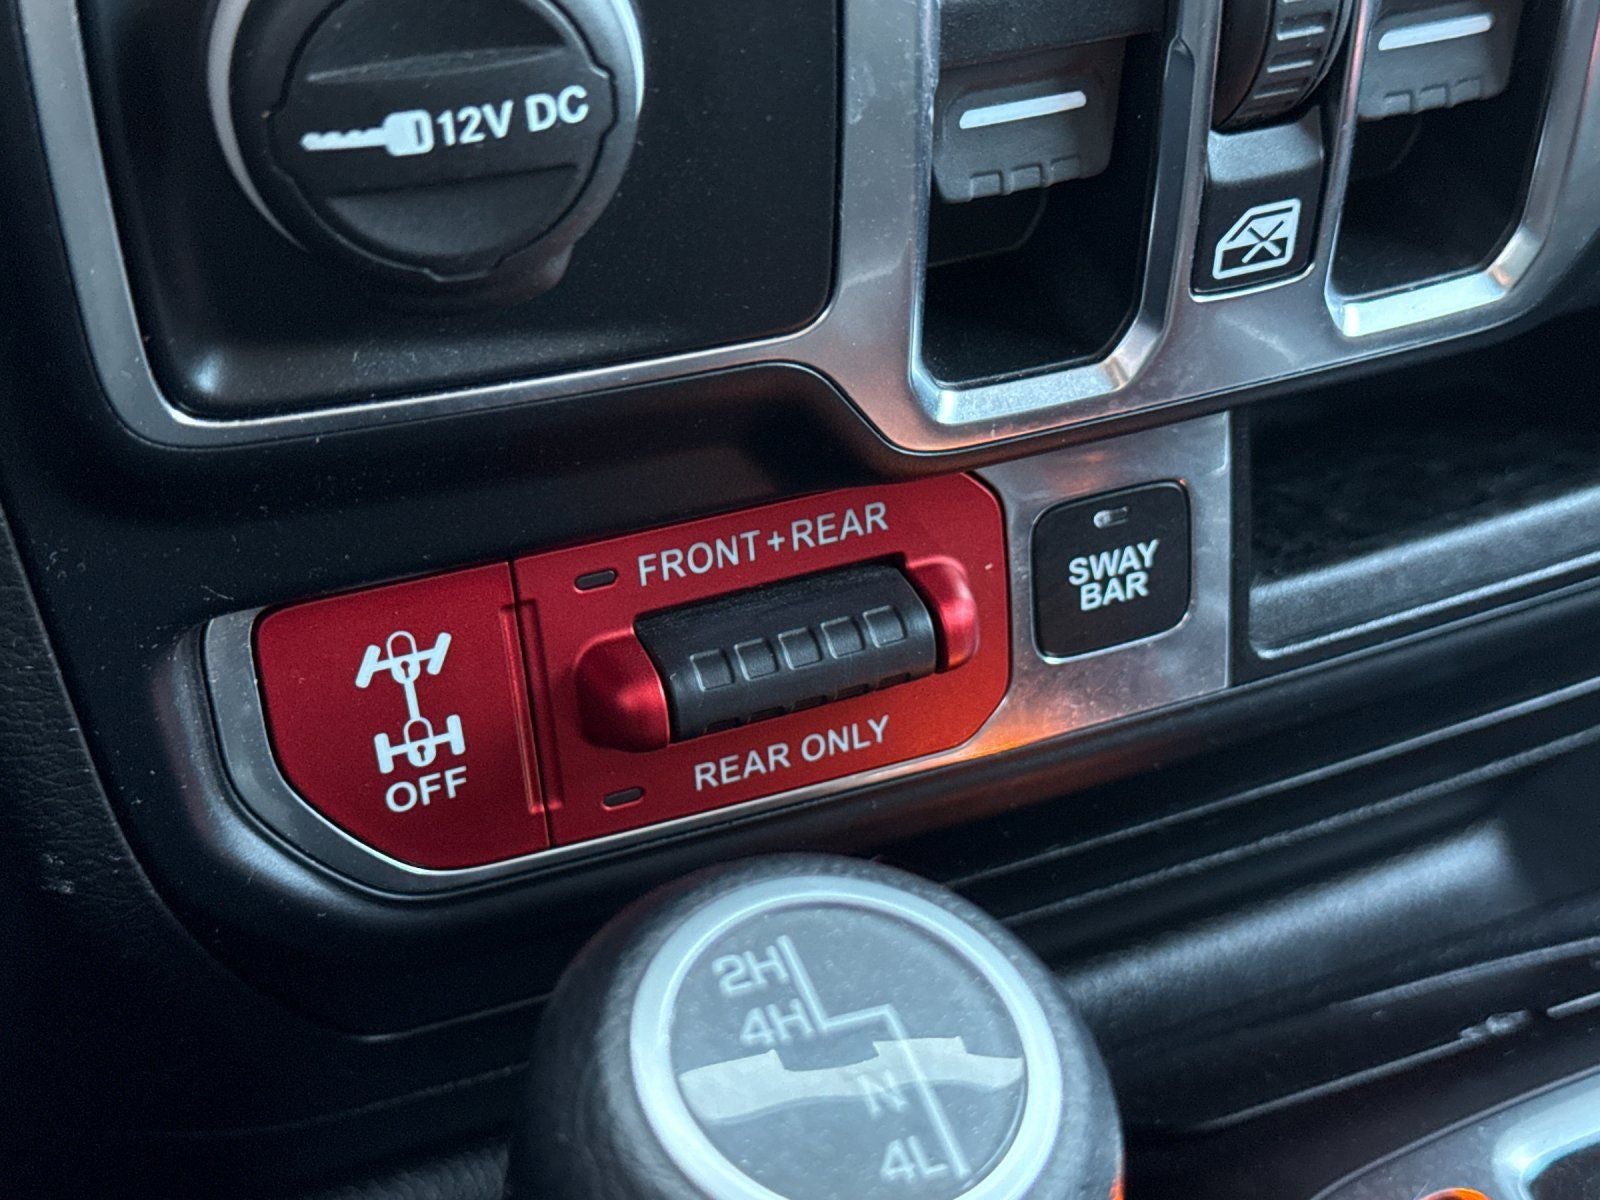 12V DC
FRONT+REAR
SWAY
BAR
OFF
REAR ONLY
2H
4H
N
4L